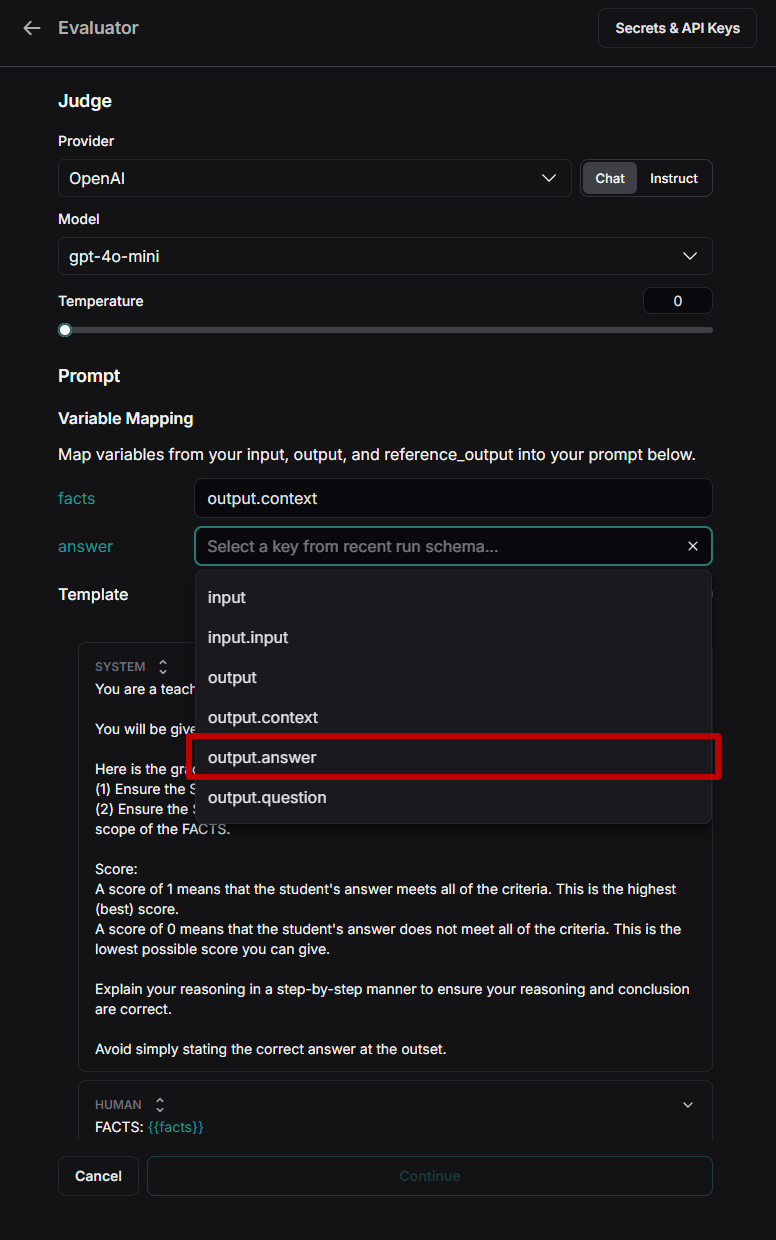 Evaluator
Secrets & API Keys
Judge
Provider
OpenAI
Chat
Instruct
Model
gpt-4o-mini
Temperature
0
Prompt
Variable Mapping
Map variables from your input, output, and reference_output into your prompt below.
facts
output.context
answer
Select a key from recent run schema...
Template
input
input.input
output
output.context
output.answer
output.question
SYSTEM
You are a teach
You will be give
Here is the gra
(1) Ensure the S
(2) Ensure the S
scope of the FACTS.
Score:
A score of 1 means that the student's answer meets all of the criteria. This is the highest
(best) score.
A score of 0 means that the student's answer does not meet all of the criteria. This is the
lowest possible score you can give.
Explain your reasoning in a step-by-step manner to ensure your reasoning and conclusion
are correct.
Avoid simply stating the correct answer at the outset.
HUMAN
FACTS: {{facts}}
Cancel
Continue